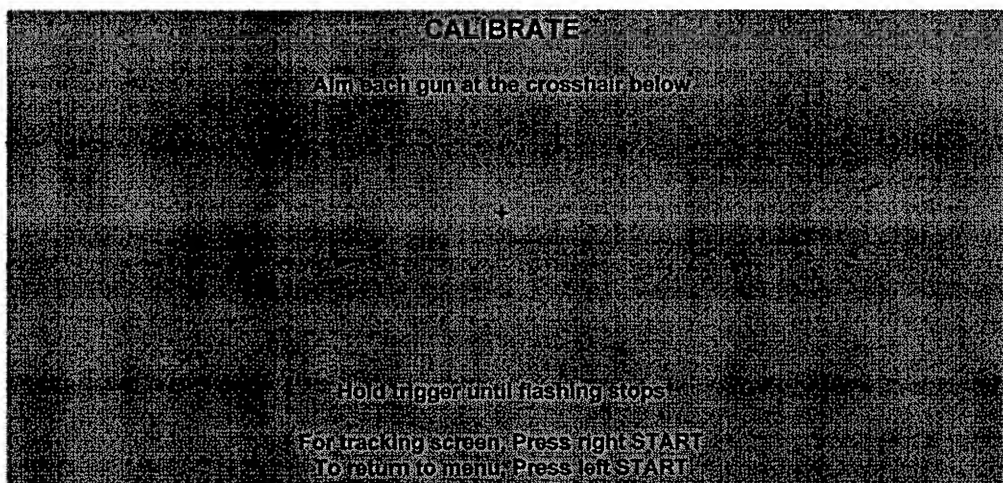 CALIBRATE
Aim each gun at the crosshair below
Hold trigger until flashing stops
For tracking screen, Press right START
To return to menu, Press left START